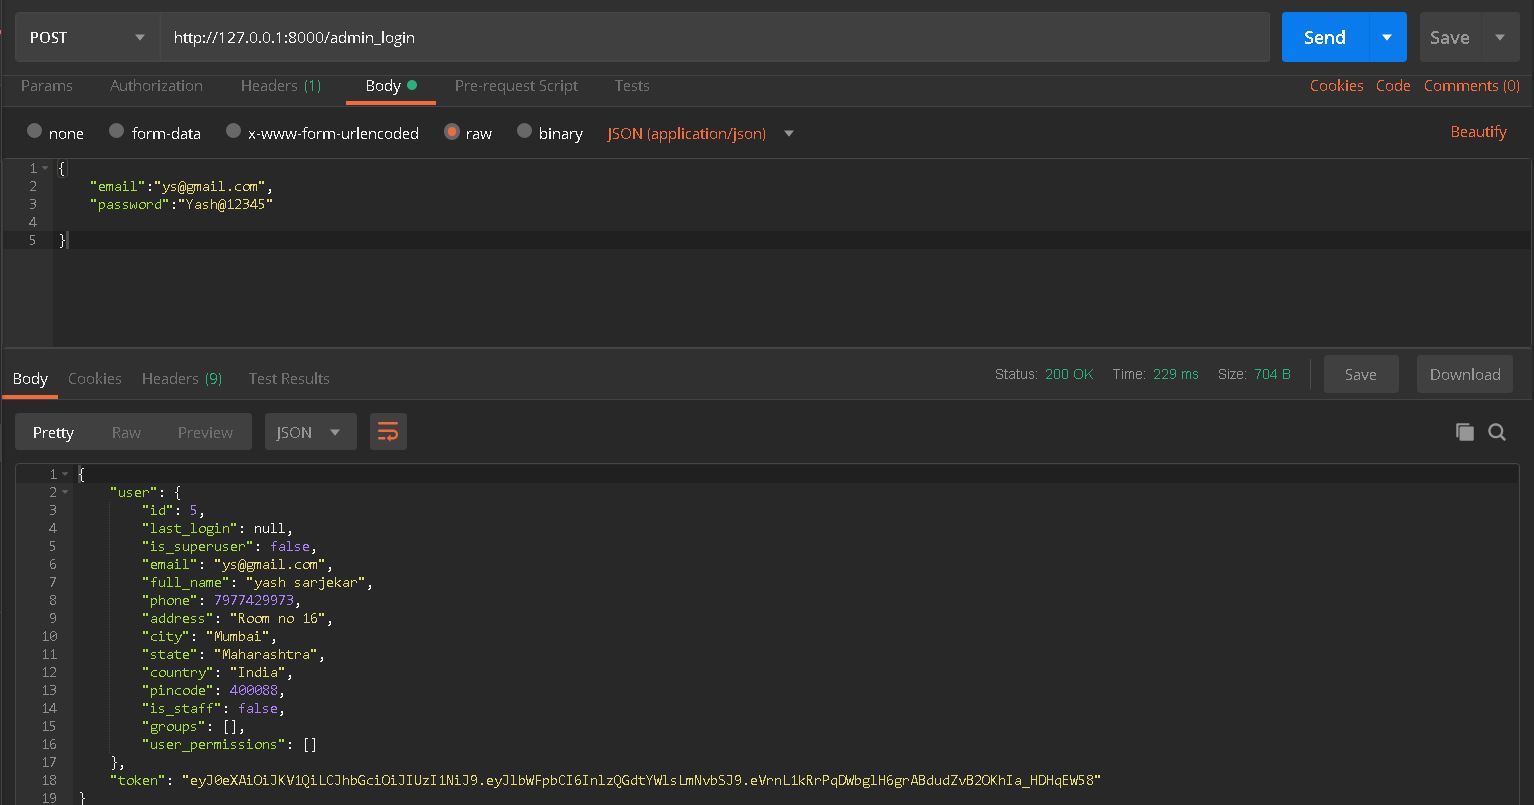 POST http://127.0.0.1:8000/admin_login Send Save
Params Authorization Headers (1) Body Pre-request Script Tests Cookies Code Comments (0)
none form-data x-www-form-urlencoded raw binary JSON (application/json) Beautify
1 {
2 "email":"ys@gmail.com",
3 "password":"Yash@12345"
4
5 }
Body Cookies Headers (9) Test Results Status: 200 OK Time: 229 ms Size: 704 B Save Download
Pretty Raw Preview JSON
1 {
2 "user": {
3 "id": 5,
4 "last_login": null,
5 "is_superuser": false,
6 "email": "ys@gmail.com",
7 "full_name": "yash sarjekar",
8 "phone": 7977429973,
9 "address": "Room no 16",
10 "city": "Mumbai",
11 "state": "Maharashtra",
12 "country": "India",
13 "pincode": 400088,
14 "is_staff": false,
15 "groups": [],
16 "user_permissions": []
17 },
18 "token": "eyJ0eXAiOiJKV1QiLCJhbGciOiJIUzI1NiJ9.eyJlbWFpbCI6InlzQGdtYWlsLmNvbSJ9.eVrnL1kRrPqDWbglH6grABdudZvB2OKhIa_HDHqEW58"
19 }